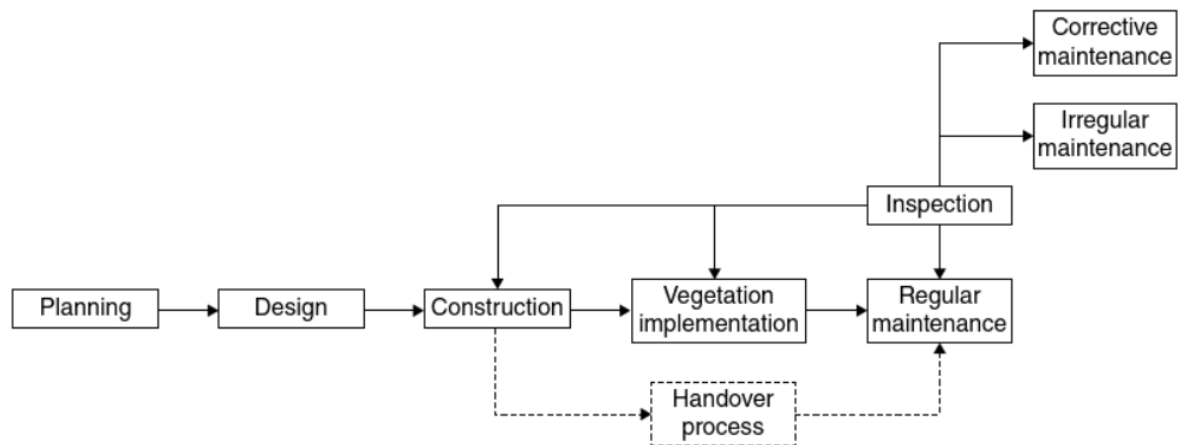 Corrective
maintenance
Irregular
maintenance
Inspection
Planning
Design
Construction
Vegetation
implementation
Regular
maintenance
Handover
process